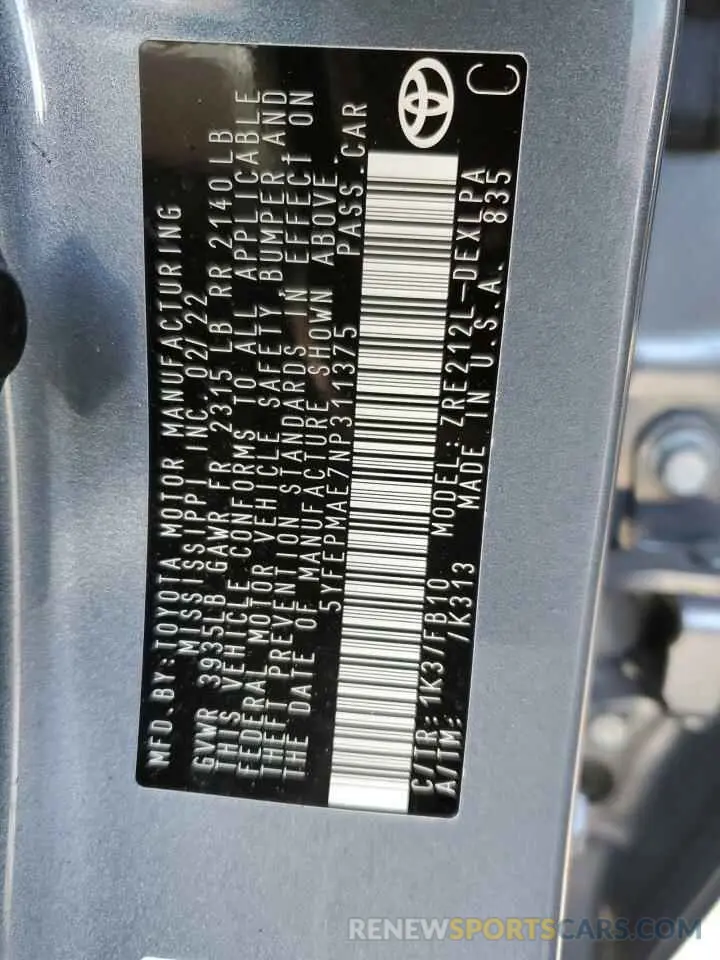 MFD.BY:TOYOTA MOTOR MANUFACTURING
MISSISSIPPI INC. 02/22
GVWR 3935LB GAWR FR 2315 LB RR 2140LB
THIS VEHICLE CONFORMS TO ALL APPLICABLE
FEDERAL MOTOR VEHICLE SAFETY, BUMPER,AND
THEFT PREVENTION STANDARDS IN EFFECT ON
THE DATE OF MANUFACTURE SHOWN ABOVE.
5YFEPMAE7NP311375 PASS.CAR
C/TR: 1K3/FB10 MODEL: ZRE212L-DEXLPA
A/TM: /K313 MADE IN U.S.A. 835
C
RENEWSPORTSCARS.COM